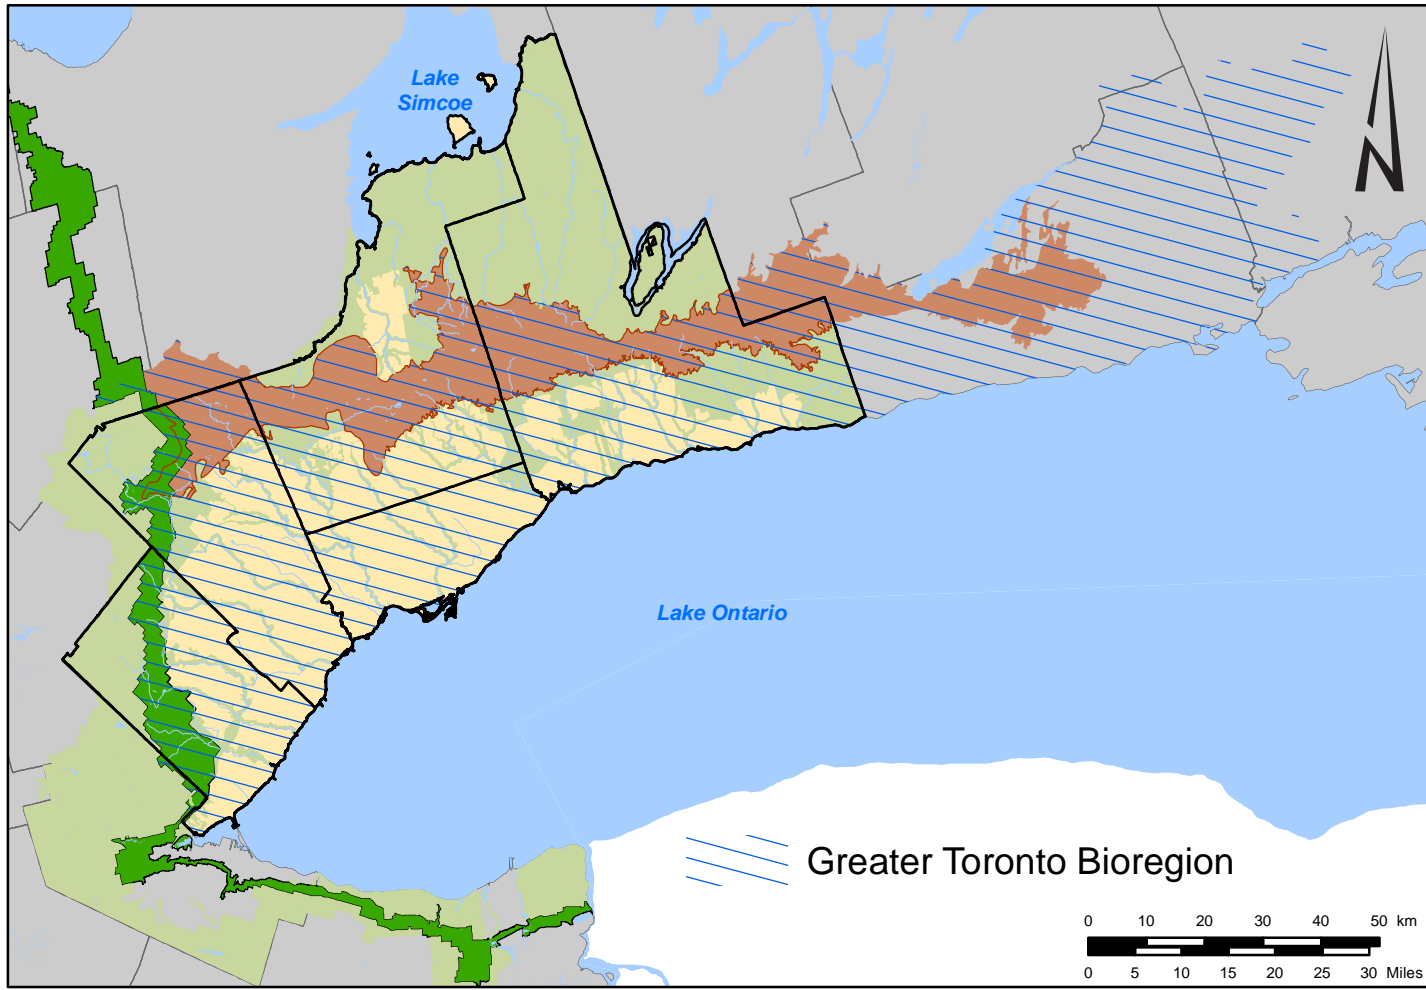 Lake
Simcoe
N
Lake Ontario
Greater Toronto Bioregion
0 10 20 30 40 50 km
0 5 10 15 20 25 30 Miles